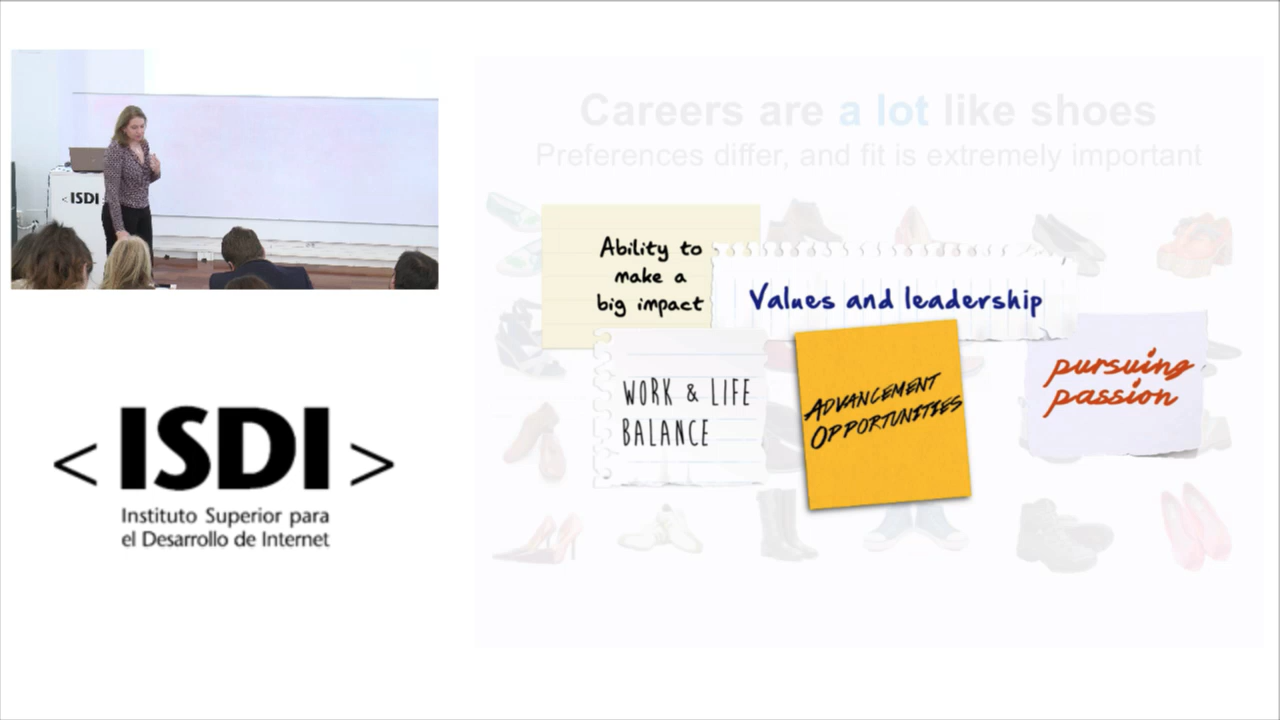 < ISDI
Careers are a lot like shoes
Preferences differ, and fit is extremely important
Ability to
make a
big impact
Values and leadership
WORK & LIFE
BALANCE
ADVANCEMENT
OPPORTUNITIES
pursuing
passion
< ISDI >
Instituto Superior para
el Desarrollo de Internet